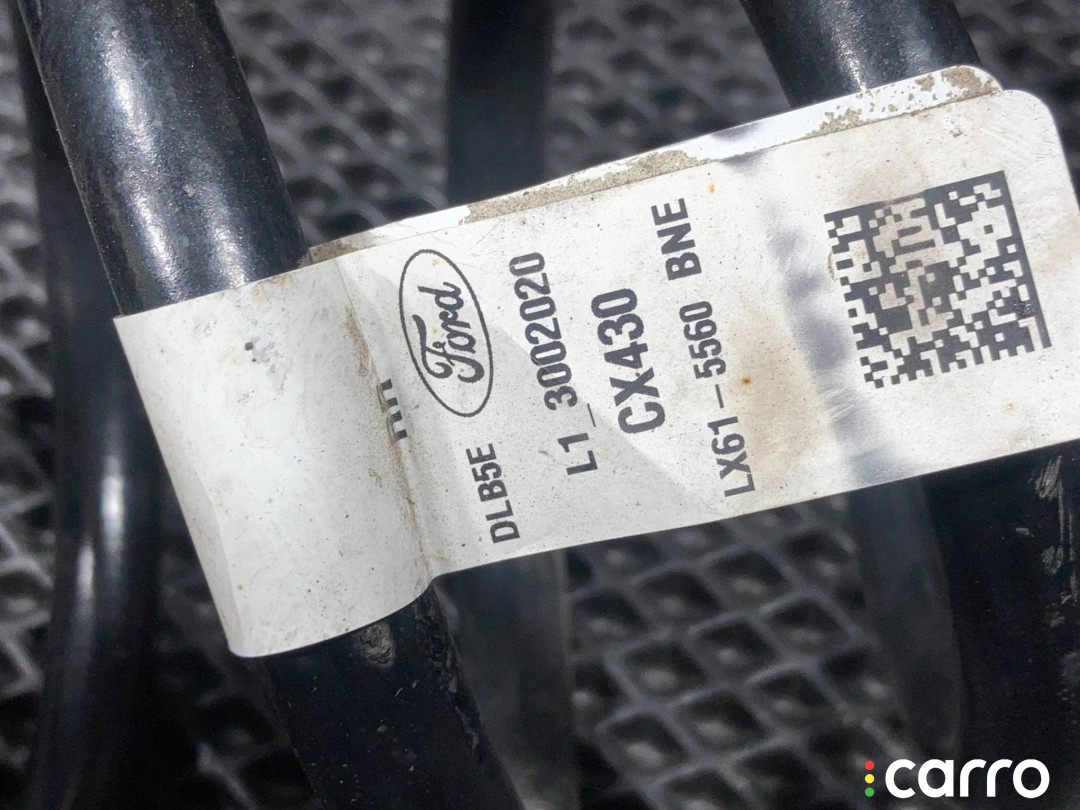 Ford
DLB5E
L1_3002020
CX430
LX61-5560 BNE
carro